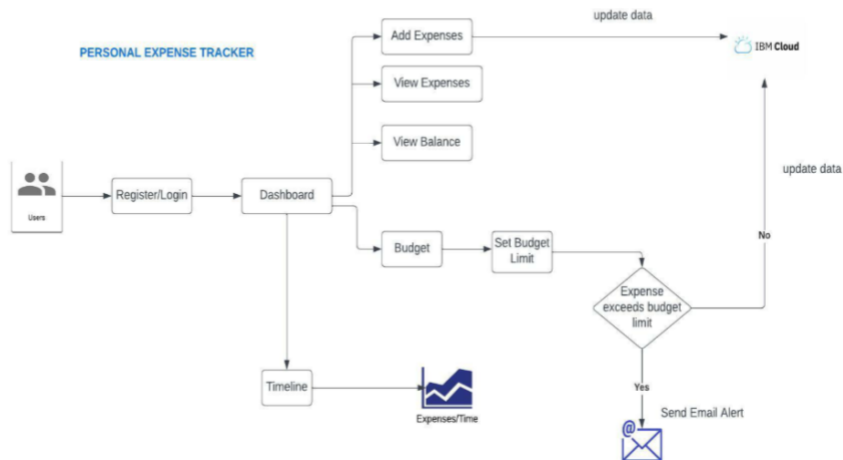 update data
Add Expenses
IBM Cloud
PERSONAL EXPENSE TRACKER
View Expenses
View Balance
update data
Users
Register/Login
Dashboard
Budget
Set Budget
Limit
No
Expense
exceeds budget
limit
Timeline
Expenses/Time
Yes
Send Email Alert
@